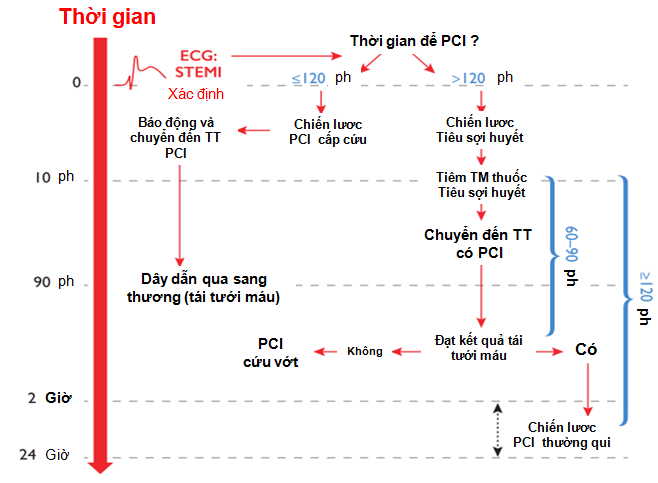 Thời gian
Thời gian để PCI ?
ECG:
STEMI
Xác định
0
≤120 ph
>120 ph
Báo động và
chuyển đến TT
PCI
Chiến lươc
PCI cấp cứu
Chiến lươc
Tiêu sợi huyết
10 ph
Tiêm TM thuốc
Tiêu sợi huyết
Chuyển đến TT
có PCI
60-90 ph
≥120 ph
90 ph
Dây dẫn qua sang
thương (tái tưới máu)
PCI
cứu vớt
Không
Đạt kết quả tái
tưới máu
Có
2 Giờ
Chiến lươc
PCI thường qui
24 Giờ